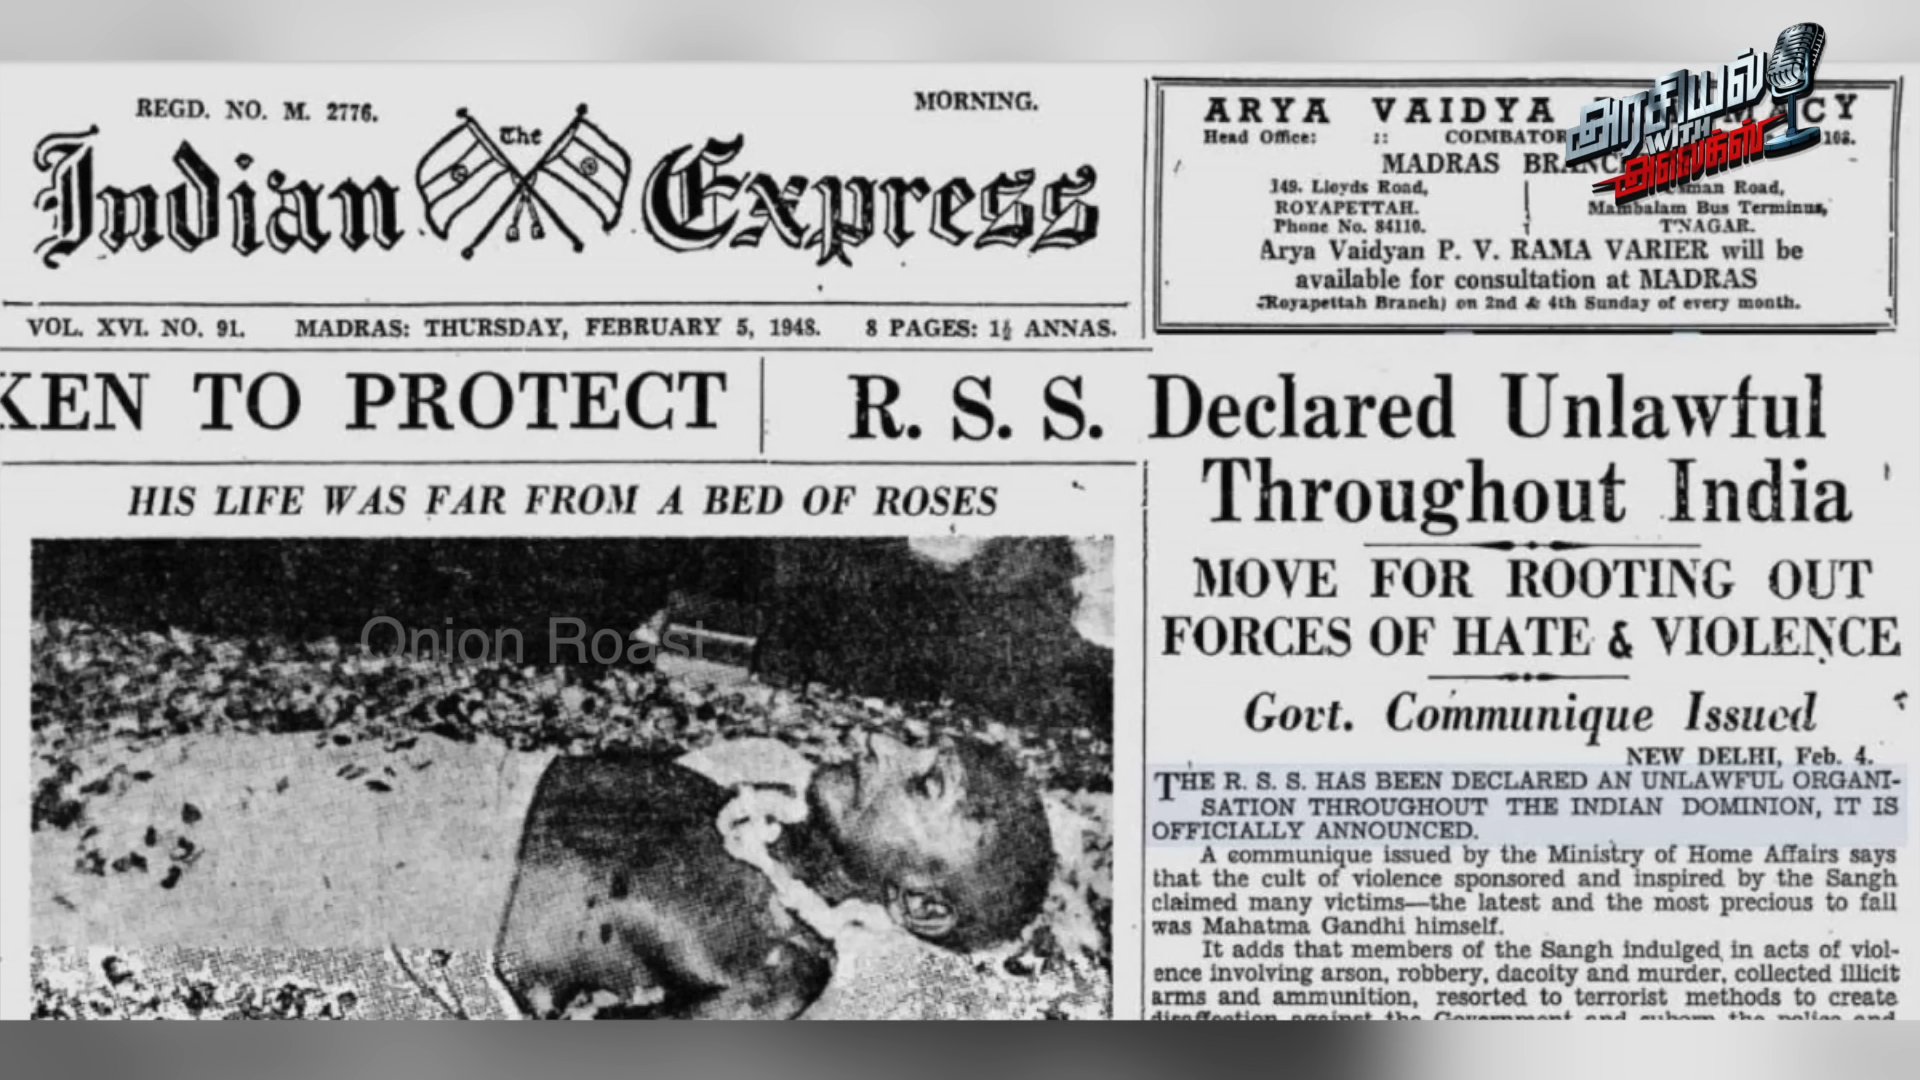 REGD. NO. M. 2776.
MORNING.
The
Indian Express
VOL. XVI. NO. 91. MADRAS: THURSDAY, FEBRUARY 5, 1948. 8 PAGES: 1½ ANNAS.
ARYA VAIDYA
Head Office: :: COIMBATOR
MADRAS BRANC
149. Lloyds Road,
ROYAPETTAH.
Phone No. 84110.
Road,
Mambalam Bus Terminus,
T'NAGAR.
Arya Vaidyan P. V. RAMA VARIER will be
available for consultation at MADRAS
(Royapettah Branch) on 2nd & 4th Sunday of every month.
அரசியல்
WITH
அலெக்ஸ்
KEN TO PROTECT
R. S. S. Declared Unlawful
Throughout India
HIS LIFE WAS FAR FROM A BED OF ROSES
Onion Roast
MOVE FOR ROOTING OUT
FORCES OF HATE & VIOLENCE
Govt. Communique Issued
NEW DELHI, Feb. 4.
THE R. S. S. HAS BEEN DECLARED AN UNLAWFUL ORGANI-
SATION THROUGHOUT THE INDIAN DOMINION, IT IS
OFFICIALLY ANNOUNCED.
A communique issued by the Ministry of Home Affairs says
that the cult of violence sponsored and inspired by the Sangh
claimed many victims—the latest and the most precious to fall
was Mahatma Gandhi himself.
It adds that members of the Sangh indulged in acts of viol-
ence involving arson, robbery, dacoity and murder, collected illicit
arms and ammunition, resorted to terrorist methods to create